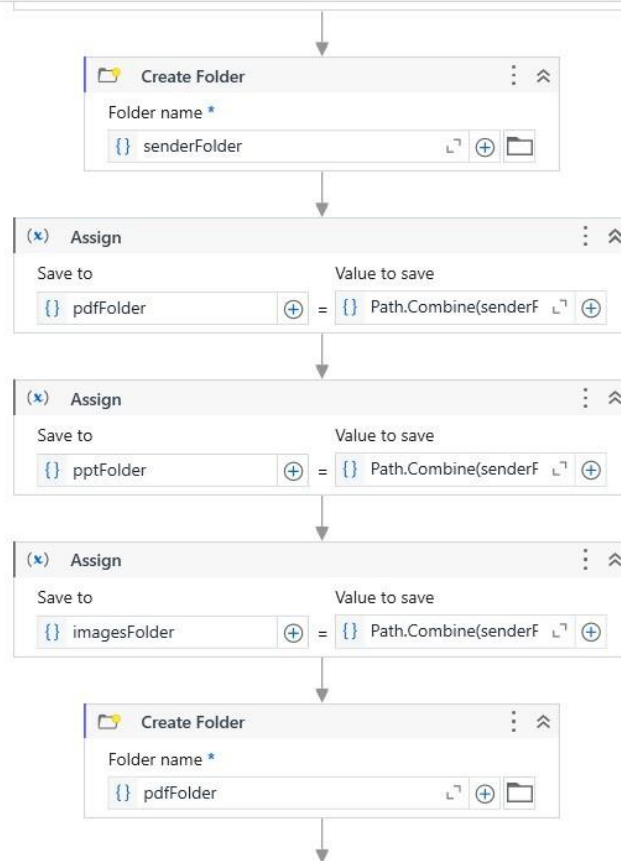 Create Folder
Folder name *
{} senderFolder
(x) Assign
Save to Value to save
{} pdfFolder = {} Path.Combine(senderF
(x) Assign
Save to Value to save
{} pptFolder = {} Path.Combine(senderF
(x) Assign
Save to Value to save
{} imagesFolder = {} Path.Combine(senderF
Create Folder
Folder name *
{} pdfFolder